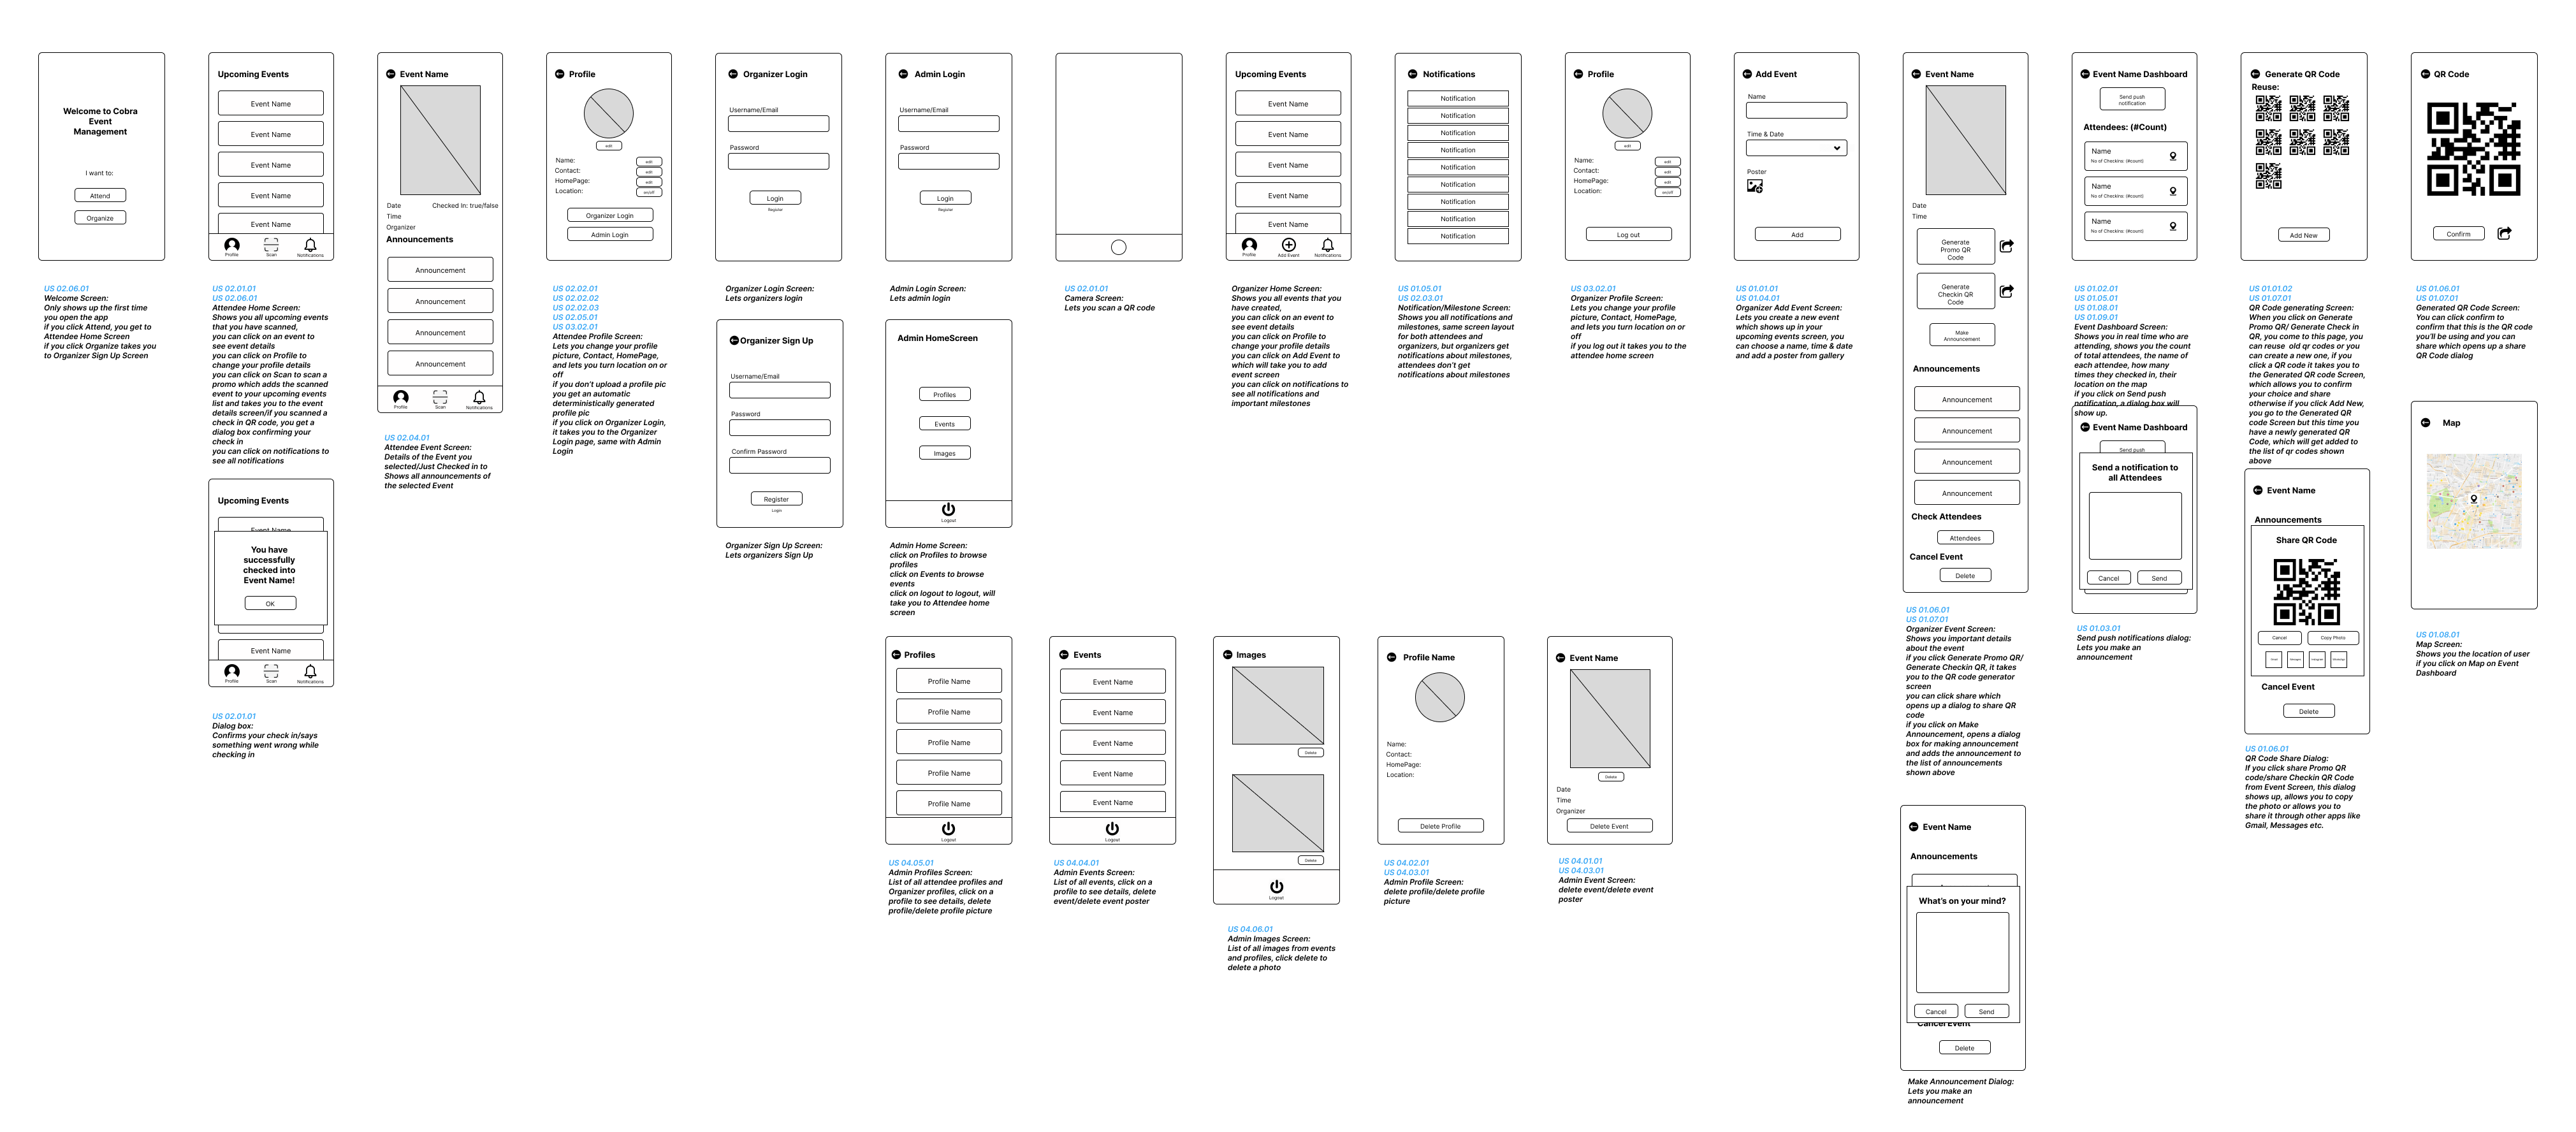 Welcome to Cobra
Event
Management
I want to:
Attend
Organize
US 02.06.01
Welcome Screen:
Only shows up the first time
you open the app
if you click Attend, you get to
Attendee Home Screen
if you click Organize takes you
to Organizer Sign Up Screen
Upcoming Events
Event Name
Event Name
Event Name
Event Name
Event Name
Profile
Scan
Notifications
US 02.01.01
US 02.06.01
Attendee Home Screen:
Shows you all upcoming events
that you have scanned,
you can click on an event to
see event details
you can click on Profile to
change your profile details
you can click on Scan to scan a
promo which adds the scanned
event to your upcoming events
list and takes you to the event
details screen/if you scanned a
check in QR code, you get a
dialog box confirming your
check in
you can click on notifications to
see all notifications
Upcoming Events
Event Name
You have
successfully
checked into
Event Name!
OK
Event Name
Profile
Scan
Notifications
US 02.01.01
Dialog box:
Confirms your check in/says
something went wrong while
checking in
Event Name
Date
Checked In: true/false
Time
Organizer
Announcements
Announcement
Announcement
Announcement
Announcement
Profile
Scan
Notifications
US 02.04.01
Attendee Event Screen:
Details of the Event you
selected/Just Checked in to
Shows all announcements of
the selected Event
Profile
edit
Name:
edit
Contact:
edit
HomePage:
edit
Location:
on/off
Organizer Login
Admin Login
US 02.02.01
US 02.02.02
US 02.02.03
US 02.05.01
US 03.02.01
Attendee Profile Screen:
Lets you change your profile
picture, Contact, HomePage,
and lets you turn location on or
off
if you don't upload a profile pic
you get an automatic
deterministically generated
profile pic
if you click on Organizer Login,
it takes you to the Organizer
Login page, same with Admin
Login
Organizer Login
Username/Email
Password
Login
Register
Organizer Login Screen:
Lets organizers login
Organizer Sign Up
Username/Email
Password
Confirm Password
Register
Login
Organizer Sign Up Screen:
Lets organizers Sign Up
Admin Login
Username/Email
Password
Login
Register
Admin Login Screen:
Lets admin login
Admin HomeScreen
Profiles
Events
Images
Logout
Admin Home Screen:
click on Profiles to browse
profiles
click on Events to browse
events
click on logout to logout, will
take you to Attendee home
screen
US 02.01.01
Camera Screen:
Lets you scan a QR code
Upcoming Events
Event Name
Event Name
Event Name
Event Name
Event Name
Profile
Add Event
Notifications
Organizer Home Screen:
Shows you all events that you
have created,
you can click on an event to
see event details
you can click on Profile to
change your profile details
you can click on Add Event to
which will take you to add
event screen
you can click on notifications to
see all notifications and
important milestones
Notifications
Notification
Notification
Notification
Notification
Notification
Notification
Notification
Notification
Notification
US 01.05.01
US 02.03.01
Notification/Milestone Screen:
Shows you all notifications and
milestones, same screen layout
for both attendees and
organizers, but organizers get
notifications about milestones,
attendees don't get
notifications about milestones
Profile
edit
Name:
edit
Contact:
edit
HomePage:
edit
Location:
on/off
Log out
US 03.02.01
Organizer Profile Screen:
Lets you change your profile
picture, Contact, HomePage,
and lets you turn location on or
off
if you log out it takes you to the
attendee home screen
Add Event
Name
Time & Date
Poster
Add
US 01.01.01
US 01.04.01
Organizer Add Event Screen:
Lets you create a new event
which shows up in your
upcoming events screen, you
can choose a name, time & date
and add a poster from gallery
Event Name
Date
Time
Generate
Promo QR
Code
Generate
Checkin QR
Code
Make
Announcement
Announcements
Announcement
Announcement
Announcement
Announcement
Check Attendees
Attendees
Cancel Event
Delete
US 01.06.01
US 01.07.01
Organizer Event Screen:
Shows you important details
about the event
if you click Generate Promo QR/
Generate Checkin QR, it takes
you to the QR code generator
screen
you can click share which
opens up a dialog to share QR
code
if you click on Make
Announcement, opens a dialog
box for making announcement
and adds the announcement to
the list of announcements
shown above
Event Name
Announcements
What's on your mind?
Cancel
Send
Cancel Event
Delete
Make Announcement Dialog:
Lets you make an
announcement
Event Name Dashboard
Send push
notification
Attendees: (#Count)
Name
No of Checkins: (#count)
Name
No of Checkins: (#count)
Name
No of Checkins: (#count)
US 01.02.01
US 01.05.01
US 01.08.01
US 01.09.01
Event Dashboard Screen:
Shows you in real time who are
attending, shows you the count
of total attendees, the name of
each attendee, how many
times they checked in, their
location on the map
if you click on Send push
notification, a dialog box will
show up.
Event Name Dashboard
Send push
Send a notification to
all Attendees
Cancel
Send
US 01.03.01
Send push notifications dialog:
Lets you make an
announcement
Generate QR Code
Reuse:
Add New
US 01.01.02
US 01.07.01
QR Code generating Screen:
When you click on Generate
Promo QR/ Generate Check in
QR, you come to this page, you
can reuse old qr codes or you
can create a new one, if you
click a QR code it takes you to
the Generated QR code Screen,
which allows you to confirm
your choice and share
otherwise if you click Add New,
you go to the Generated QR
code Screen but this time you
have a newly generated QR
Code, which will get added to
the list of qr codes shown
above
Event Name
Announcements
Share QR Code
Cancel
Copy Photo
Cancel Event
Delete
US 01.06.01
QR Code Share Dialog:
If you click share Promo QR
code/share Checkin QR Code
from Event Screen, this dialog
shows up, allows you to copy
the photo or allows you to
share it through other apps like
Gmail, Messages etc.
QR Code
Confirm
US 01.06.01
US 01.07.01
Generated QR Code Screen:
You can click confirm to
confirm that this is the QR code
you'll be using and you can
share which opens up a share
QR Code dialog
Map
US 01.08.01
Map Screen:
Shows you the location of user
if you click on Map on Event
Dashboard
Profiles
Profile Name
Profile Name
Profile Name
Profile Name
Profile Name
Logout
US 04.05.01
Admin Profiles Screen:
List of all attendee profiles and
Organizer profiles, click on a
profile to see details, delete
profile/delete profile picture
Events
Event Name
Event Name
Event Name
Event Name
Event Name
Logout
US 04.04.01
Admin Events Screen:
List of all events, click on a
profile to see details, delete
event/delete event poster
Images
Delete
Delete
Logout
US 04.06.01
Admin Images Screen:
List of all images from events
and profiles, click delete to
delete a photo
Profile Name
Name:
Contact:
HomePage:
Location:
Delete Profile
US 04.02.01
US 04.03.01
Admin Profile Screen:
delete profile/delete profile
picture
Event Name
Delete
Date
Time
Organizer
Delete Event
US 04.01.01
US 04.03.01
Admin Event Screen:
delete event/delete event
poster